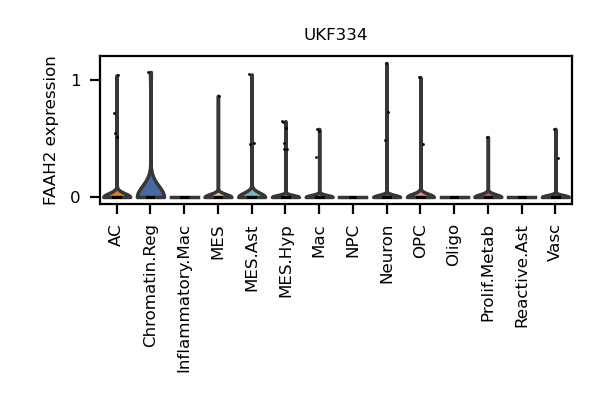 UKF334
FAAH2 expression
1
0
AC
Chromatin.Reg
Inflammatory.Mac
MES
MES.Ast
MES.Hyp
Mac
NPC
Neuron
OPC
Oligo
Prolif.Metab
Reactive.Ast
Vasc